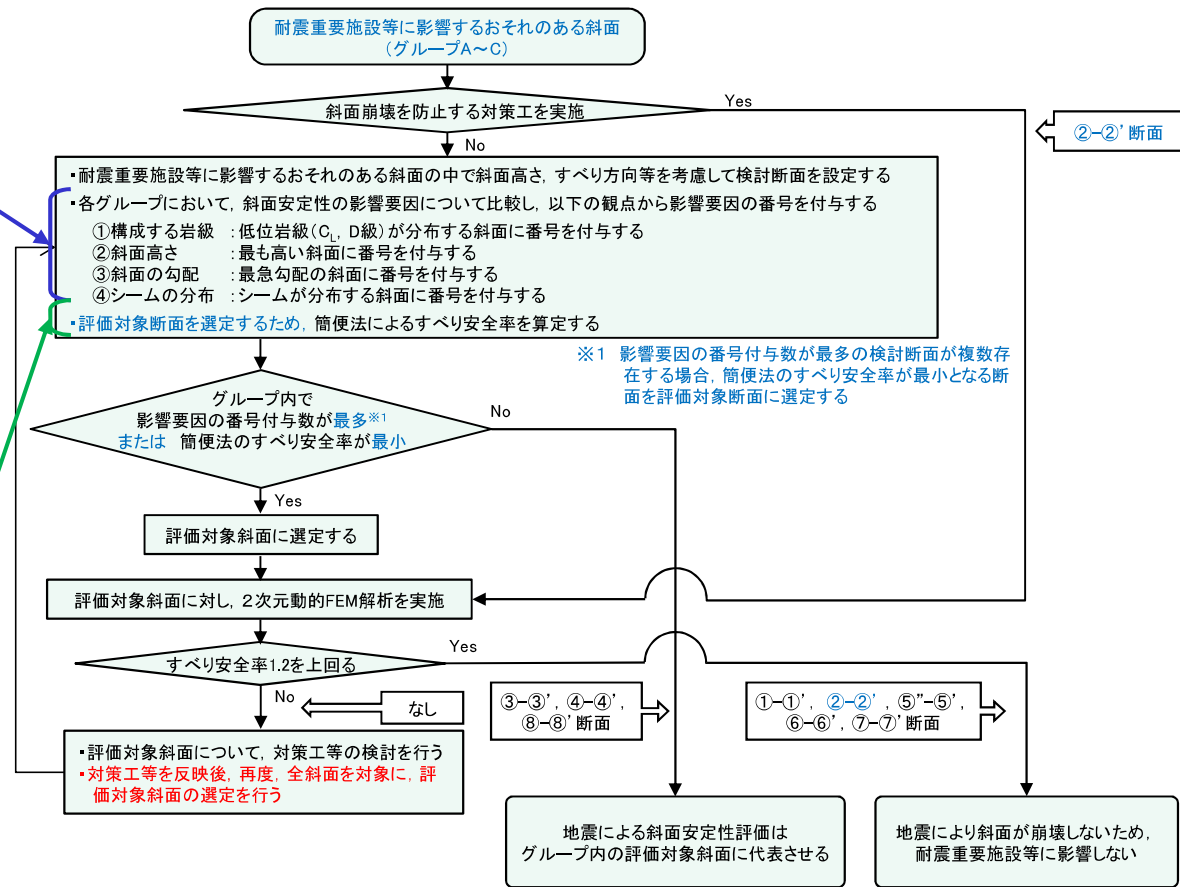 耐震重要施設等に影響するおそれのある斜面
(グループA～C)
斜面崩壊を防止する対策工を実施
Yes
②-②' 断面
No
▪耐震重要施設等に影響するおそれのある斜面の中で斜面高さ，すべり方向等を考慮して検討断面を設定する
▪各グループにおいて，斜面安定性の影響要因について比較し，以下の観点から影響要因の番号を付与する
①構成する岩級 ：低位岩級(CL，D級)が分布する斜面に番号を付与する
②斜面高さ ：最も高い斜面に番号を付与する
③斜面の勾配 ：最急勾配の斜面に番号を付与する
④シームの分布 ：シームが分布する斜面に番号を付与する
▪評価対象断面を選定するため，簡便法によるすべり安全率を算定する
※1 影響要因の番号付与数が最多の検討断面が複数存
在する場合，簡便法のすべり安全率が最小となる断
面を評価対象断面に選定する
グループ内で
影響要因の番号付与数が最多※1
または 簡便法のすべり安全率が最小
No
Yes
評価対象斜面に選定する
評価対象斜面に対し，２次元動的FEM解析を実施
すべり安全率1.2を上回る
Yes
No
なし
③-③'，④-④'，
⑧-⑧' 断面
①-①'，②-②'，⑤''-⑤'，
⑥-⑥'，⑦-⑦' 断面
▪評価対象斜面について，対策工等の検討を行う
▪対策工等を反映後，再度，全斜面を対象に，評
価対象斜面の選定を行う
地震による斜面安定性評価は
グループ内の評価対象斜面に代表させる
地震により斜面が崩壊しないため，
耐震重要施設等に影響しない